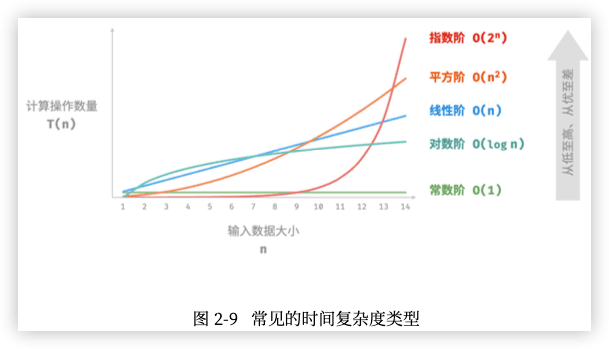 指数阶 O(2ⁿ)
平方阶 O(n²)
线性阶 O(n)
对数阶 O(log n)
常数阶 O(1)
从低至高、从优至差
计算操作数量
T(n)
1 2 3 4 5 6 7 8 9 10 11 12 13 14
输入数据大小
n
图 2-9 常见的时间复杂度类型